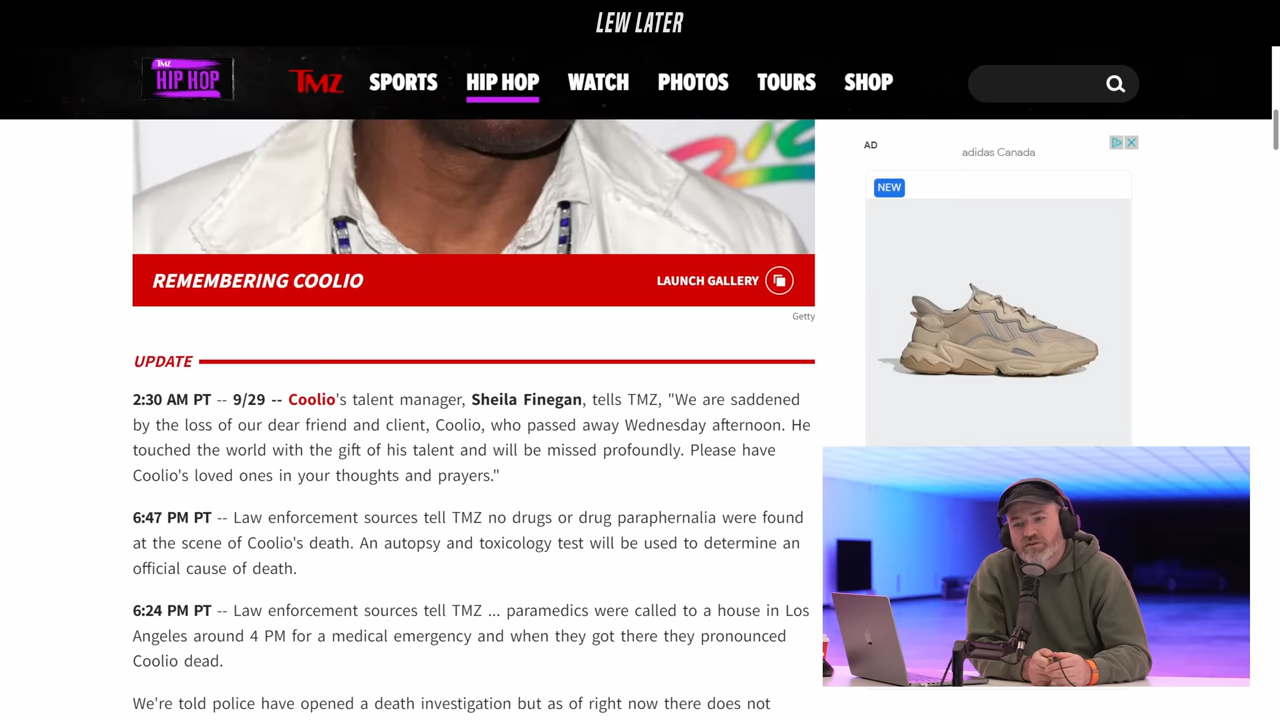 LEW LATER
TMZ
HIP HOP
TMZ SPORTS HIP HOP WATCH PHOTOS TOURS SHOP
REMEMBERING COOLIO
LAUNCH GALLERY
Getty
UPDATE
2:30 AM PT -- 9/29 -- Coolio's talent manager, Sheila Finegan, tells TMZ, "We are saddened
by the loss of our dear friend and client, Coolio, who passed away Wednesday afternoon. He
touched the world with the gift of his talent and will be missed profoundly. Please have
Coolio's loved ones in your thoughts and prayers."
6:47 PM PT -- Law enforcement sources tell TMZ no drugs or drug paraphernalia were found
at the scene of Coolio's death. An autopsy and toxicology test will be used to determine an
official cause of death.
6:24 PM PT -- Law enforcement sources tell TMZ ... paramedics were called to a house in Los
Angeles around 4 PM for a medical emergency and when they got there they pronounced
Coolio dead.
We're told police have opened a death investigation but as of right now there does not
AD
adidas Canada
NEW